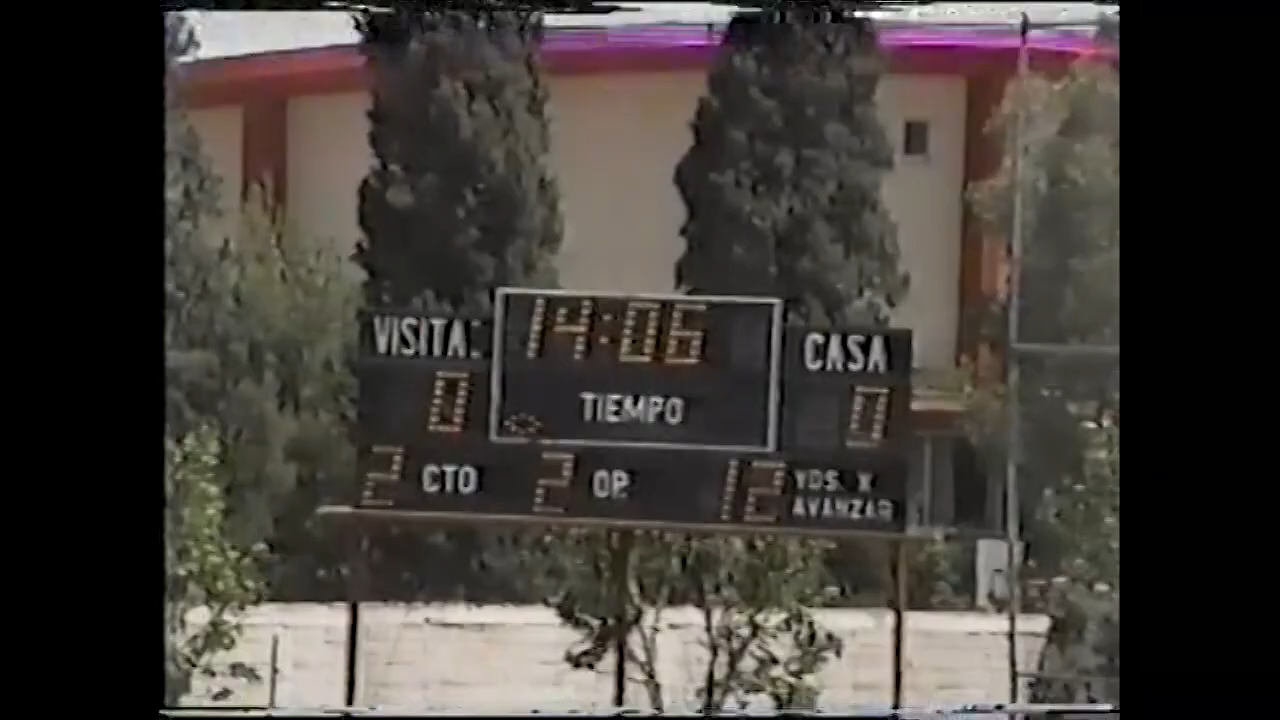 14:06
VISITA: CASA
TIEMPO
0 0
2 CTO 2 OP. 12 YDS. X
AVANZAR